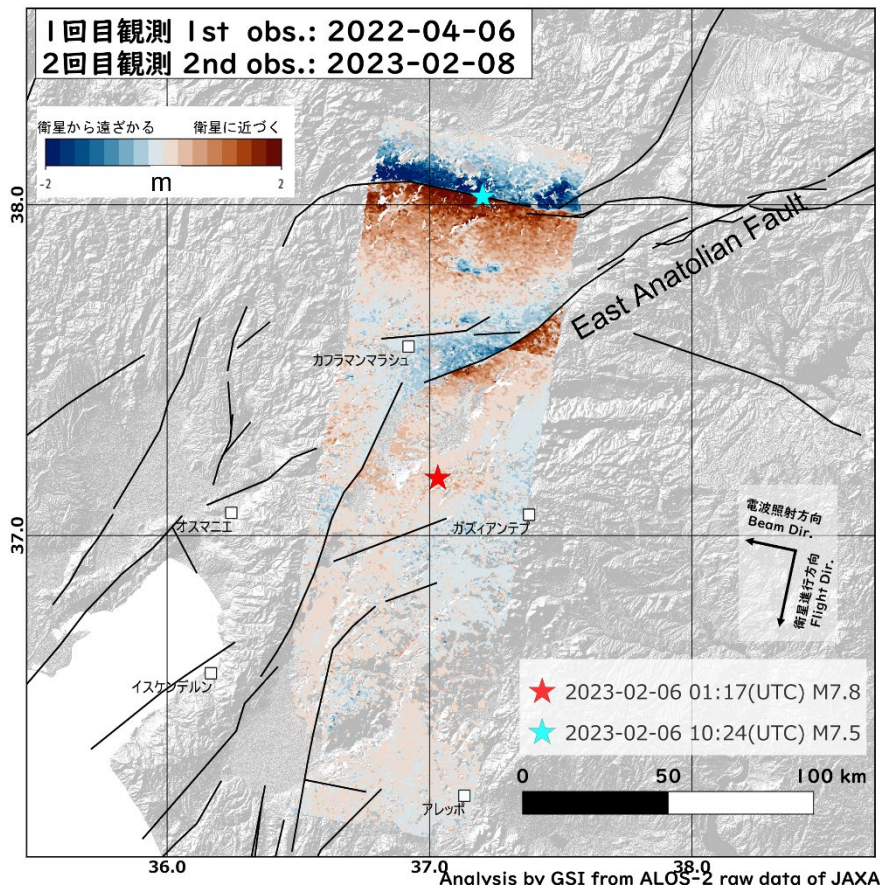 1回目観測 1st obs.: 2022-04-06
2回目観測 2nd obs.: 2023-02-08
衛星から遠ざかる 衛星に近づく
-2 m 2
38.0
East Anatolian Fault
カフラマンマラシュ
電波照射方向
Beam Dir.
衛星進行方向
Flight Dir.
オスマニエ
ガズィアンテプ
37.0
イスケンデルン
2023-02-06 01:17(UTC) M7.8
2023-02-06 10:24(UTC) M7.5
0 50 100 km
アレッポ
36.0 37.0 38.0
Analysis by GSI from ALOS-2 raw data of JAXA